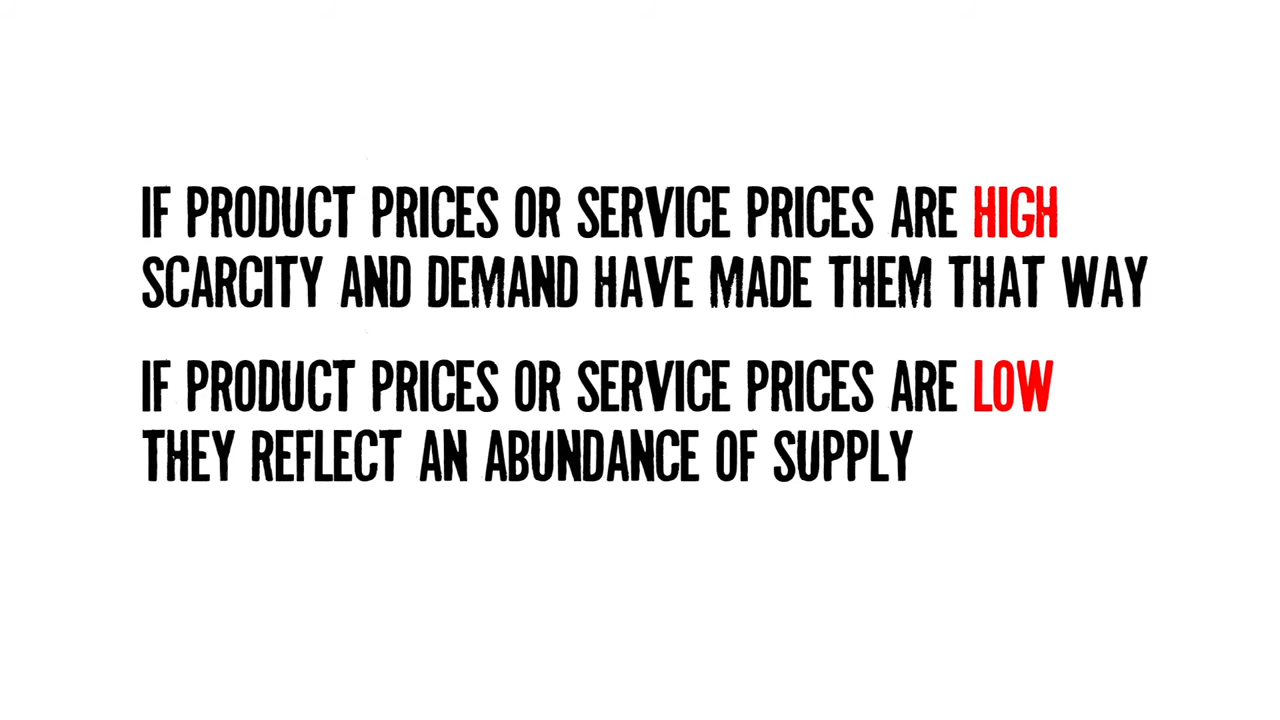 IF PRODUCT PRICES OR SERVICE PRICES ARE HIGH
SCARCITY AND DEMAND HAVE MADE THEM THAT WAY
IF PRODUCT PRICES OR SERVICE PRICES ARE LOW
THEY REFLECT AN ABUNDANCE OF SUPPLY